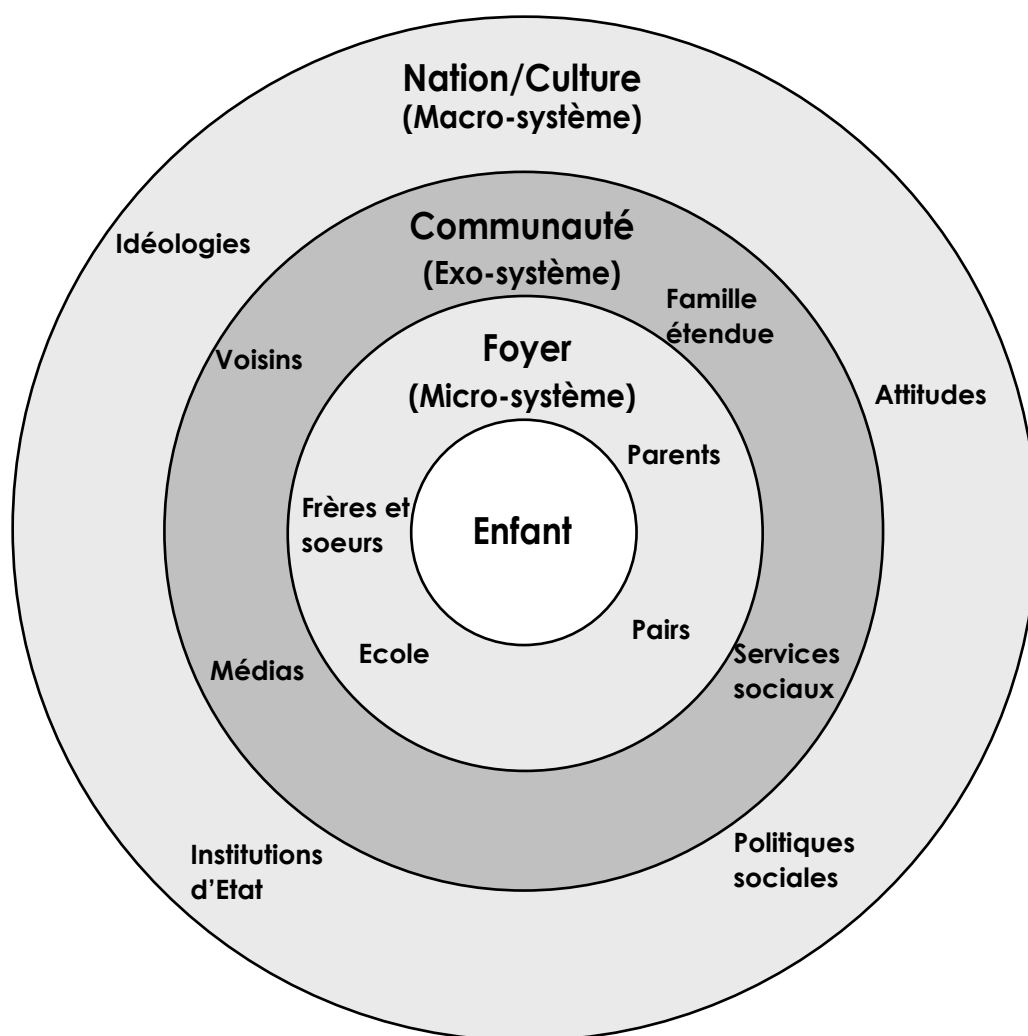 Nation/Culture
(Macro-système)
Communauté
(Exo-système)
Idéologies
Famille
étendue
Voisins
Foyer
(Micro-système)
Attitudes
Parents
Frères et
soeurs
Enfant
Pairs
Ecole
Médias
Services
sociaux
Institutions
d'Etat
Politiques
sociales